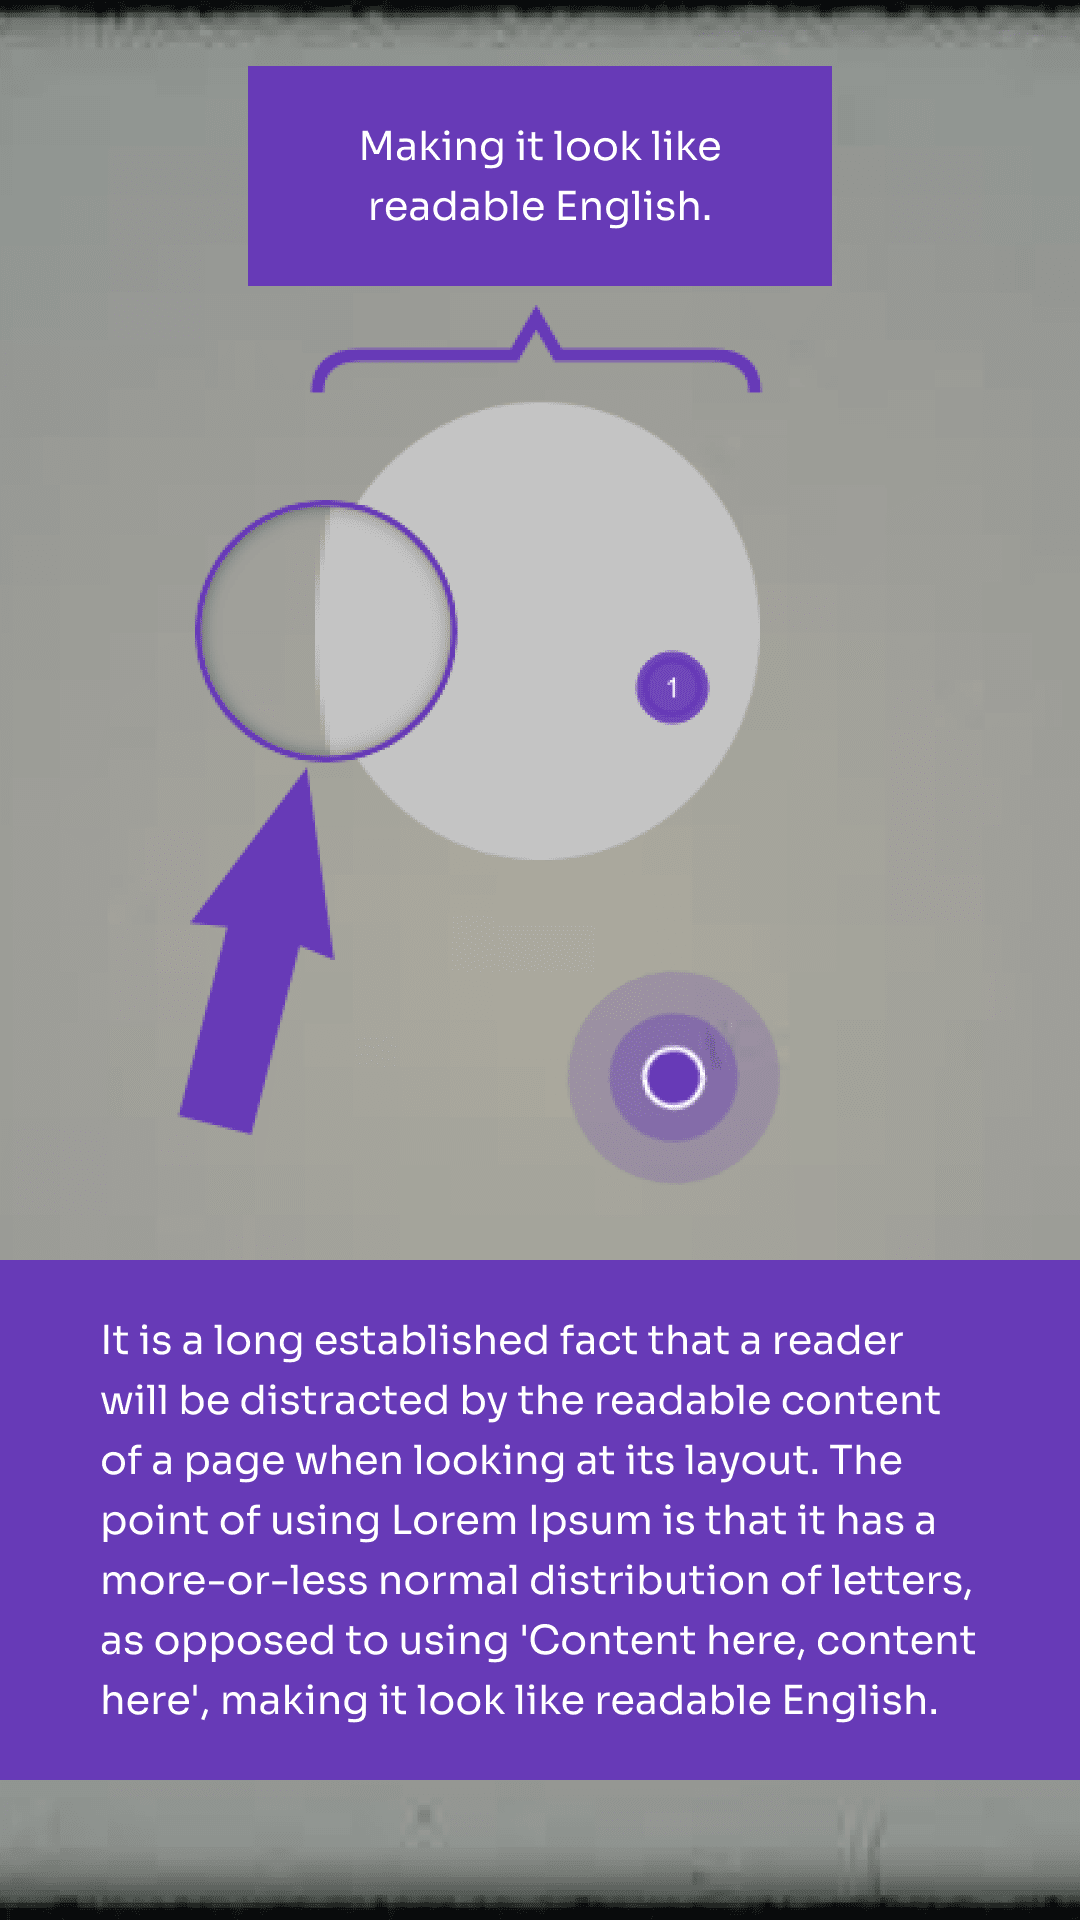 Making it look like
readable English.
1
It is a long established fact that a reader
will be distracted by the readable content
of a page when looking at its layout. The
point of using Lorem Ipsum is that it has a
more-or-less normal distribution of letters,
as opposed to using 'Content here, content
here', making it look like readable English.